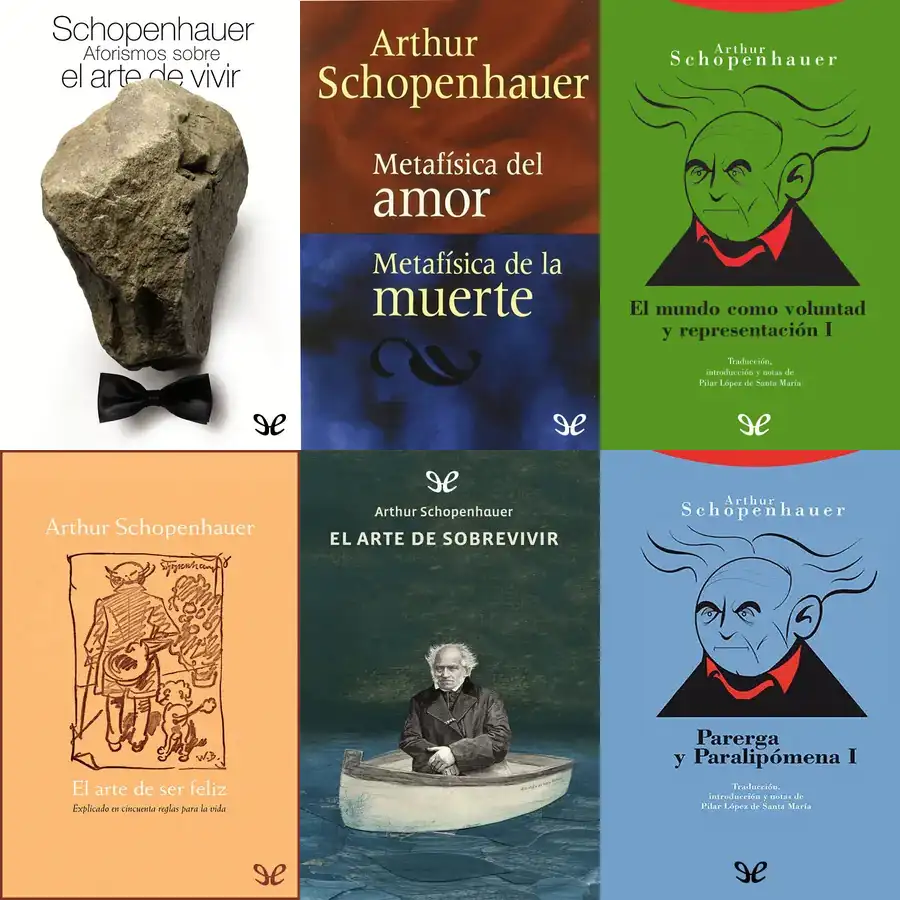 Schopenhauer
Aforismos sobre
el arte de vivir
Arthur
Schopenhauer
Metafísica del
amor
Metafísica de la
muerte
Arthur
Schopenhauer
El mundo como voluntad
y representación I
Traducción,
introducción y notas de
Pilar López de Santa María
Arthur Schopenhauer
W.B.
El arte de ser feliz
Explicado en cincuenta reglas para la vida
Arthur Schopenhauer
EL ARTE DE SOBREVIVIR
Arthur
Schopenhauer
Parerga
y Paralipómena I
Traducción,
introducción y notas de
Pilar López de Santa María